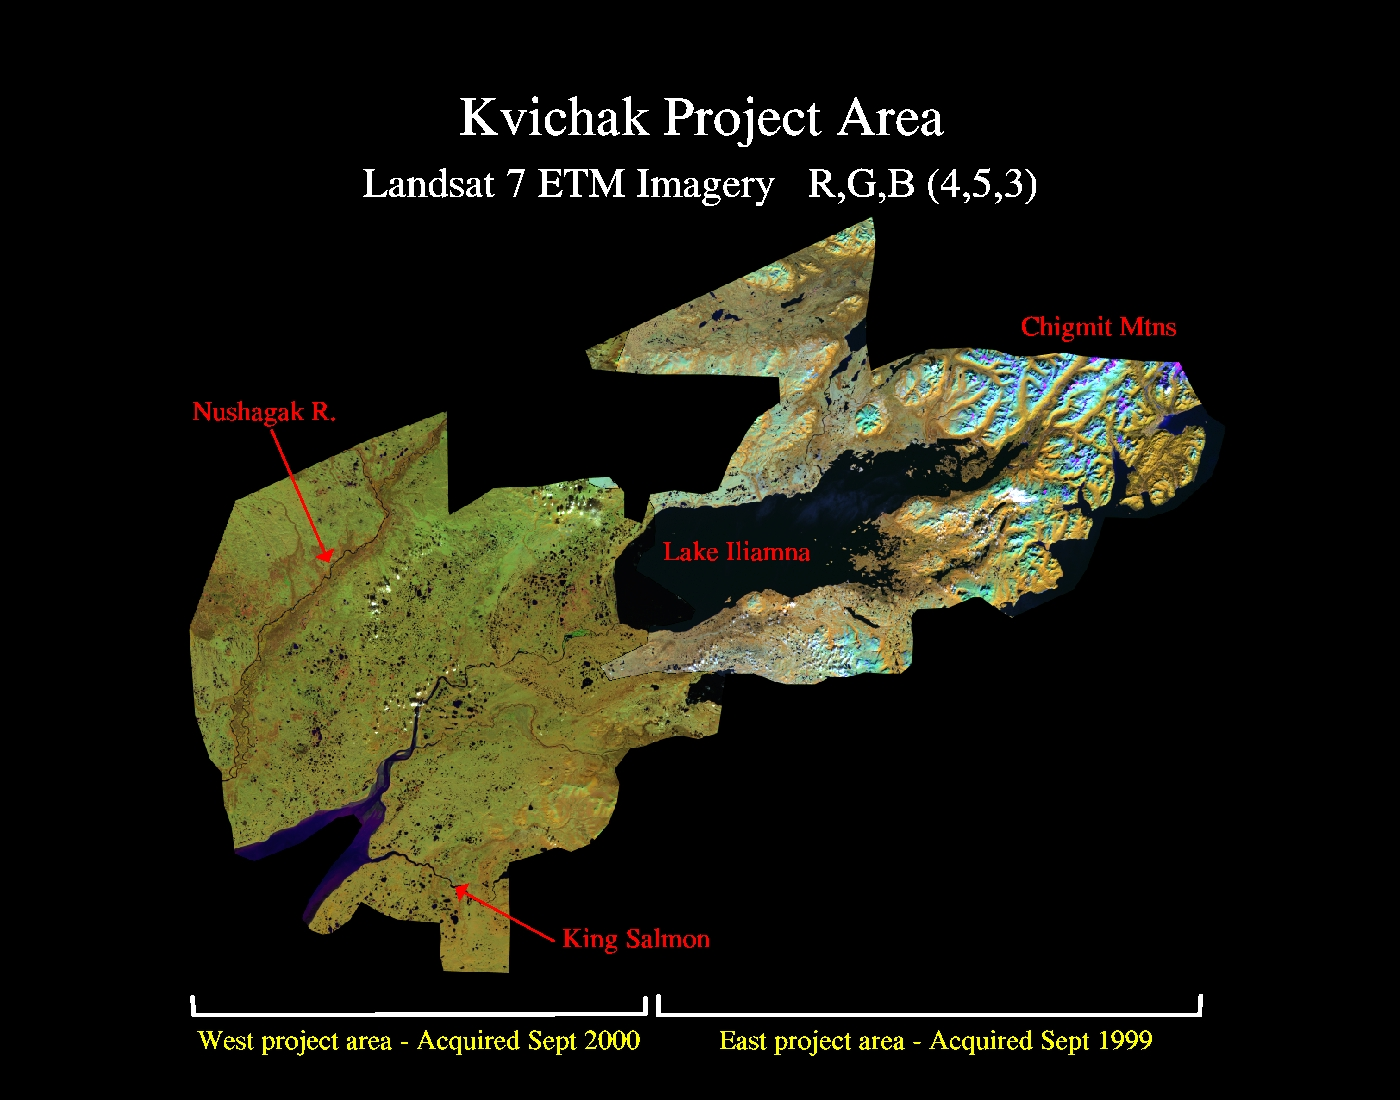 Kvichak Project Area
Landsat 7 ETM Imagery R,G,B (4,5,3)
Chigmit Mtns
Nushagak R.
Lake Iliamna
King Salmon
West project area - Acquired Sept 2000
East project area - Acquired Sept 1999